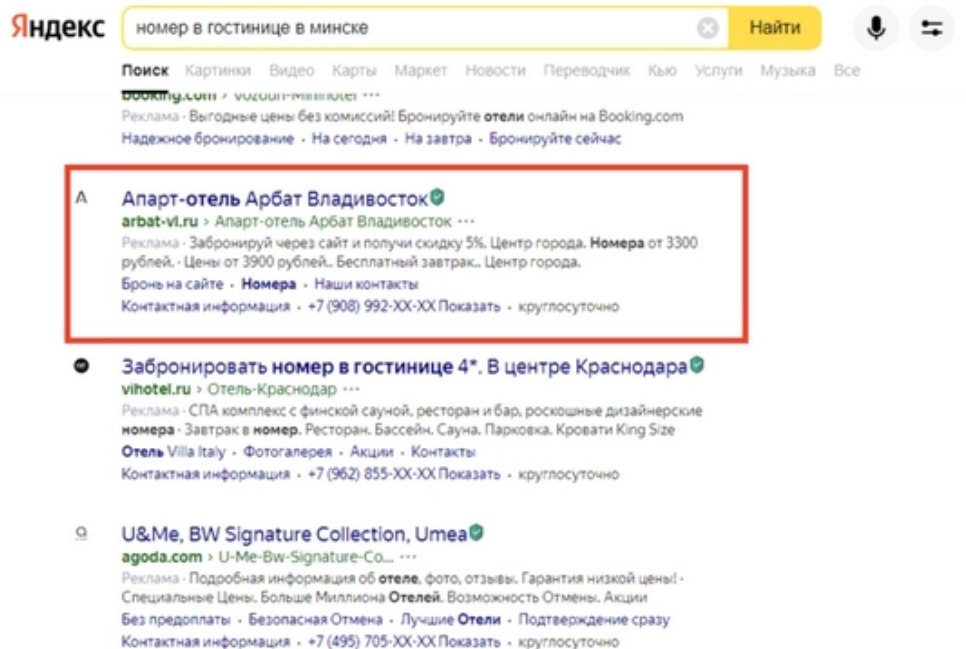 Яндекс
номер в гостинице в минске
Найти
Поиск Картинки Видео Карты Маркет Новости Переводчик Кью Услуги Музыка Все
booking.com › Vozduh-Minihotel ···
Реклама · Выгодные цены без комиссий! Бронируйте отели онлайн на Booking.com
Надежное бронирование · На сегодня · На завтра · Бронируйте сейчас
А
Апарт-отель Арбат Владивосток
arbat-vl.ru › Апарт-отель Арбат Владивосток ···
Реклама · Забронируй через сайт и получи скидку 5%. Центр города. Номера от 3300
рублей. · Цены от 3900 рублей.. Бесплатный завтрак.. Центр города.
Бронь на сайте · Номера · Наши контакты
Контактная информация · +7 (908) 992-XX-XX Показать · круглосуточно
Забронировать номер в гостинице 4*. В центре Краснодара
vihotel.ru › Отель-Краснодар ···
Реклама · СПА комплекс с финской сауной, ресторан и бар, роскошные дизайнерские
номера · Завтрак в номер. Ресторан. Бассейн. Сауна. Парковка. Кровати King Size
Отель Villa Italy · Фотогалерея · Акции · Контакты
Контактная информация · +7 (962) 855-XX-XX Показать · круглосуточно
U&Me, BW Signature Collection, Umea
agoda.com › U-Me-Bw-Signature-Co... ···
Реклама · Подробная информация об отеле, фото, отзывы. Гарантия низкой цены! ·
Специальные Цены. Больше Миллиона Отелей. Возможность Отмены. Акции
Без предоплаты · Безопасная Отмена · Лучшие Отели · Подтверждение сразу
Контактная информация · +7 (495) 705-XX-XX Показать · круглосуточно